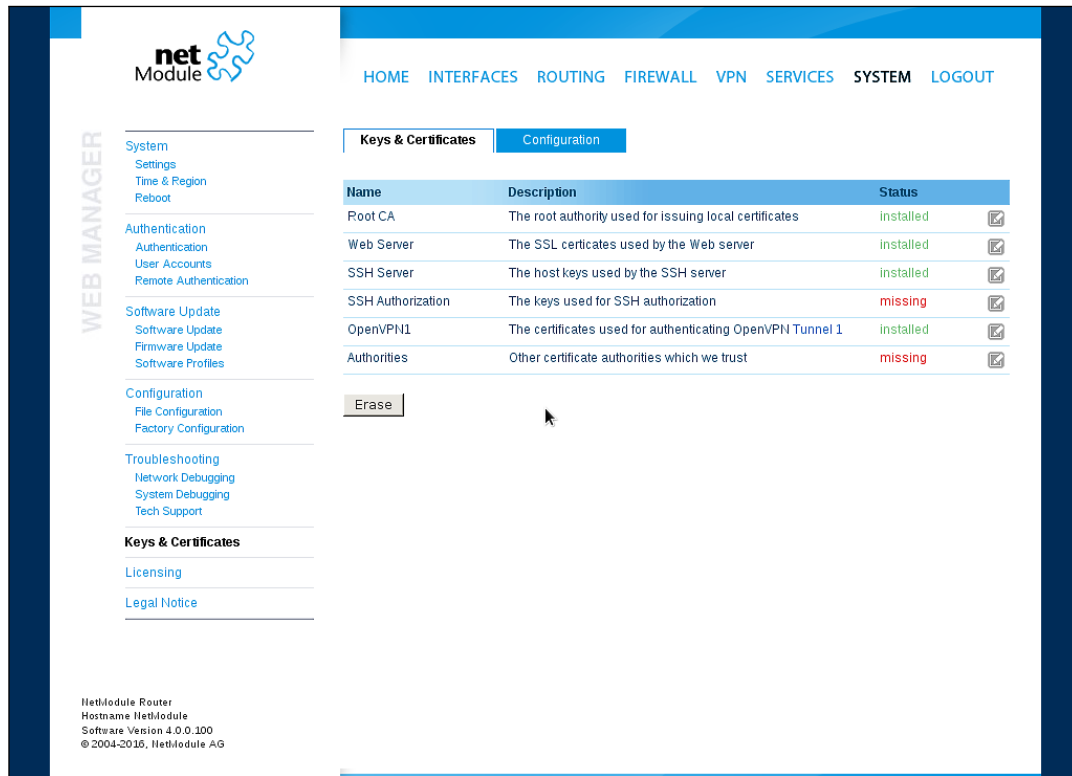 net
Module
HOME INTERFACES ROUTING FIREWALL VPN SERVICES SYSTEM LOGOUT
WEB MANAGER
System
Settings
Time & Region
Reboot
Authentication
Authentication
User Accounts
Remote Authentication
Software Update
Software Update
Firmware Update
Software Profiles
Configuration
File Configuration
Factory Configuration
Troubleshooting
Network Debugging
System Debugging
Tech Support
Keys & Certificates
Licensing
Legal Notice
Keys & Certificates Configuration
Name Description Status
Root CA The root authority used for issuing local certificates installed
Web Server The SSL certicates used by the Web server installed
SSH Server The host keys used by the SSH server installed
SSH Authorization The keys used for SSH authorization missing
OpenVPN1 The certificates used for authenticating OpenVPN Tunnel 1 installed
Authorities Other certificate authorities which we trust missing
Erase
NetModule Router
Hostname NetModule
Software Version 4.0.0.100
© 2004-2016, NetModule AG